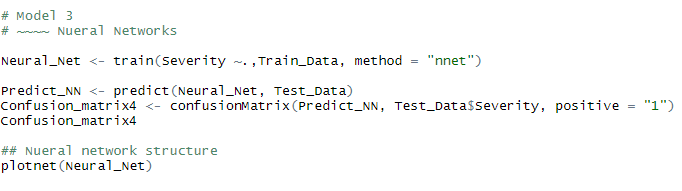 # Model 3
# ~~~~ Nueral Networks
Neural_Net <- train(Severity ~.,Train_Data, method = "nnet")
Predict_NN <- predict(Neural_Net, Test_Data)
Confusion_matrix4 <- confusionMatrix(Predict_NN, Test_Data$Severity, positive = "1")
Confusion_matrix4
## Nueral network structure
plotnet(Neural_Net)